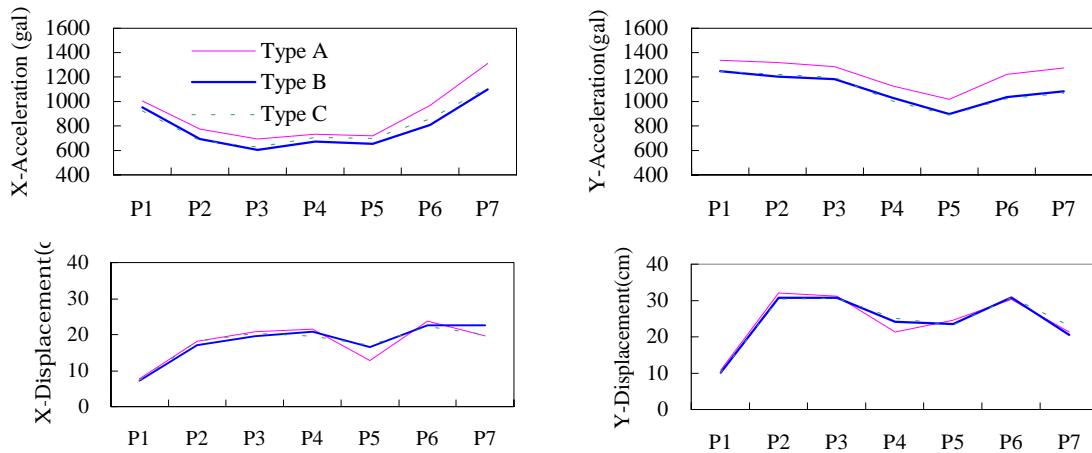 X-Acceleration (gal)
1600
1400
1200
1000
800
600
400
Type A
Type B
Type C
P1 P2 P3 P4 P5 P6 P7
Y-Acceleration(gal)
1600
1400
1200
1000
800
600
400
P1 P2 P3 P4 P5 P6 P7
X-Displacement(
40
30
20
10
0
P1 P2 P3 P4 P5 P6 P7
Y-Displacement(cm)
40
30
20
10
0
P1 P2 P3 P4 P5 P6 P7